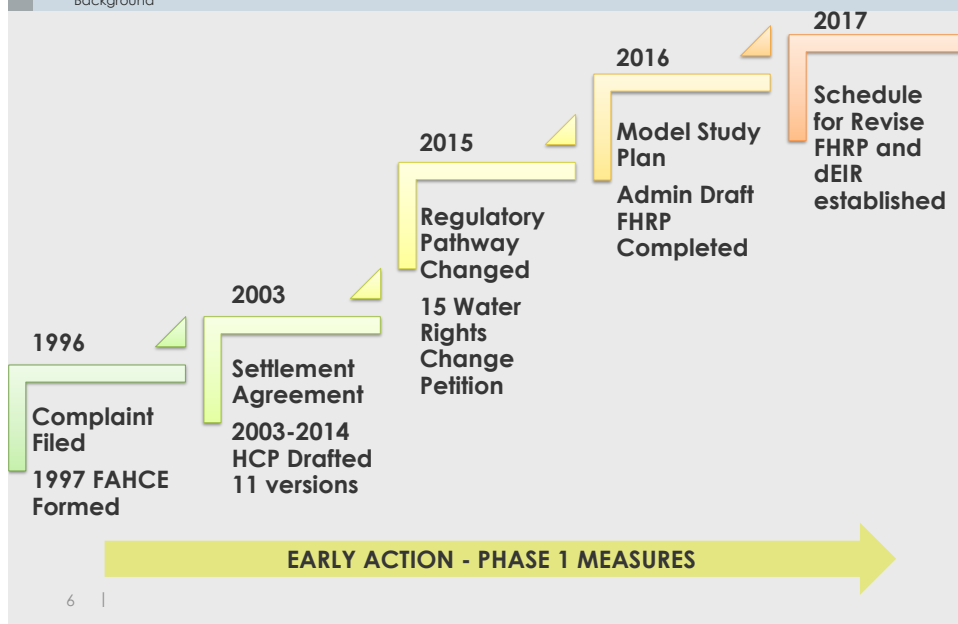 Background
1996
Complaint
Filed
1997 FAHCE
Formed
2003
Settlement
Agreement
2003-2014
HCP Drafted
11 versions
2015
Regulatory
Pathway
Changed
15 Water
Rights
Change
Petition
2016
Model Study
Plan
Admin Draft
FHRP
Completed
2017
Schedule
for Revise
FHRP and
dEIR
established
EARLY ACTION - PHASE 1 MEASURES
6 |